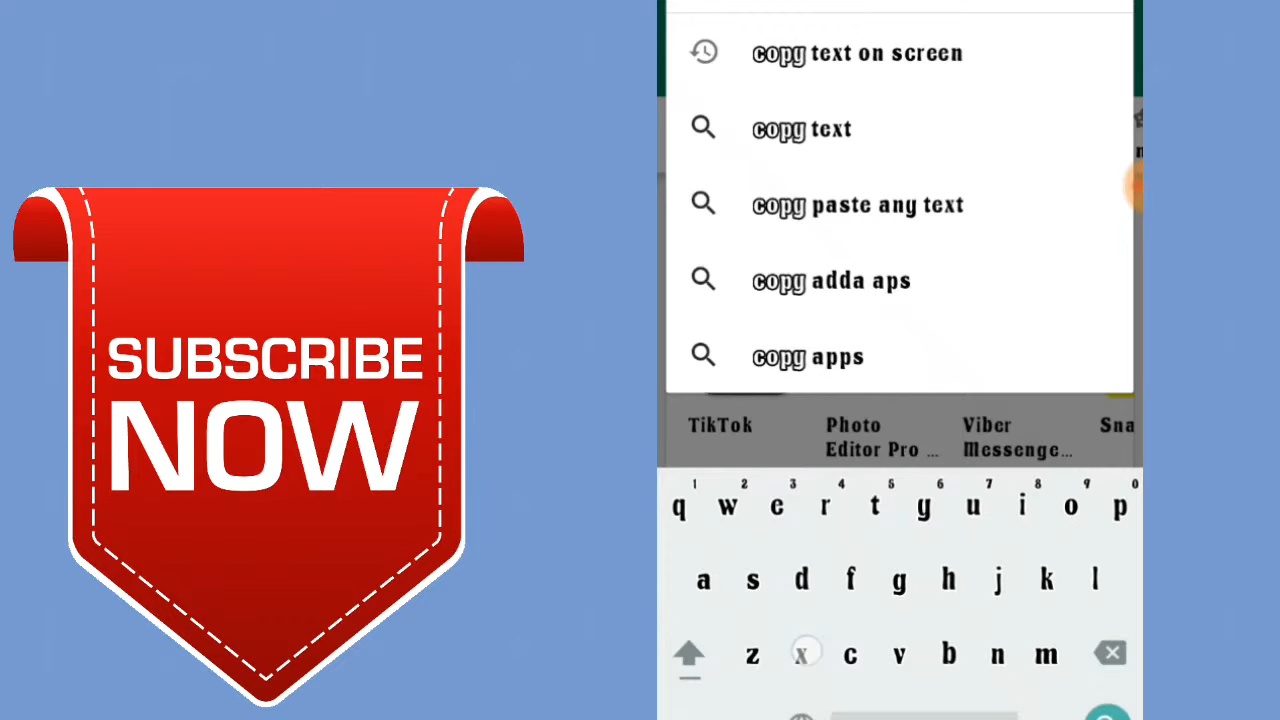 SUBSCRIBE
NOW
copy text on screen
copy text
copy paste any text
copy adda aps
copy apps
TikTok
Photo
Editor Pro ...
Viber
Messenge...
Sna
1 2 3 4 5 6 7 8 9 0
q w e r t y u i o p
a s d f g h j k l
z x c v b n m